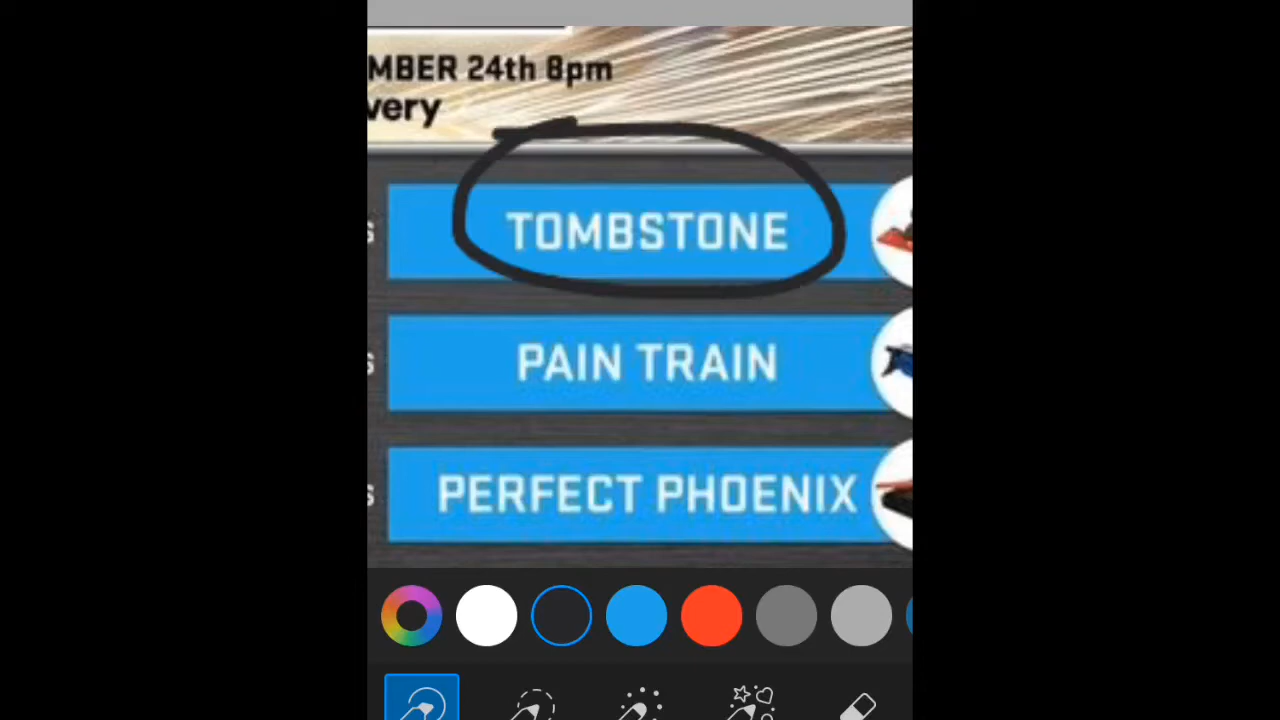 MBER 24th 8pm
very
TOMBSTONE
PAIN TRAIN
PERFECT PHOENIX